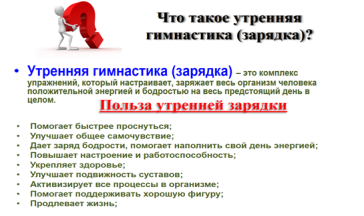 Что такое утренняя
гимнастика (зарядка)?
• Утренняя гимнастика (зарядка) – это комплекс
упражнений, который настраивает, заряжает весь организм человека
положительной энергией и бодростью на весь предстоящий день в
целом.
Польза утренней зарядки
• Помогает быстрее проснуться;
• Улучшает общее самочувствие;
• Дает заряд бодрости, помогает наполнить свой день энергией;
• Повышает настроение и работоспособность;
• Укрепляет здоровье;
• Улучшает подвижность суставов;
• Активизирует все процессы в организме;
• Помогает поддерживать хорошую фигуру;
• Продлевает жизнь;